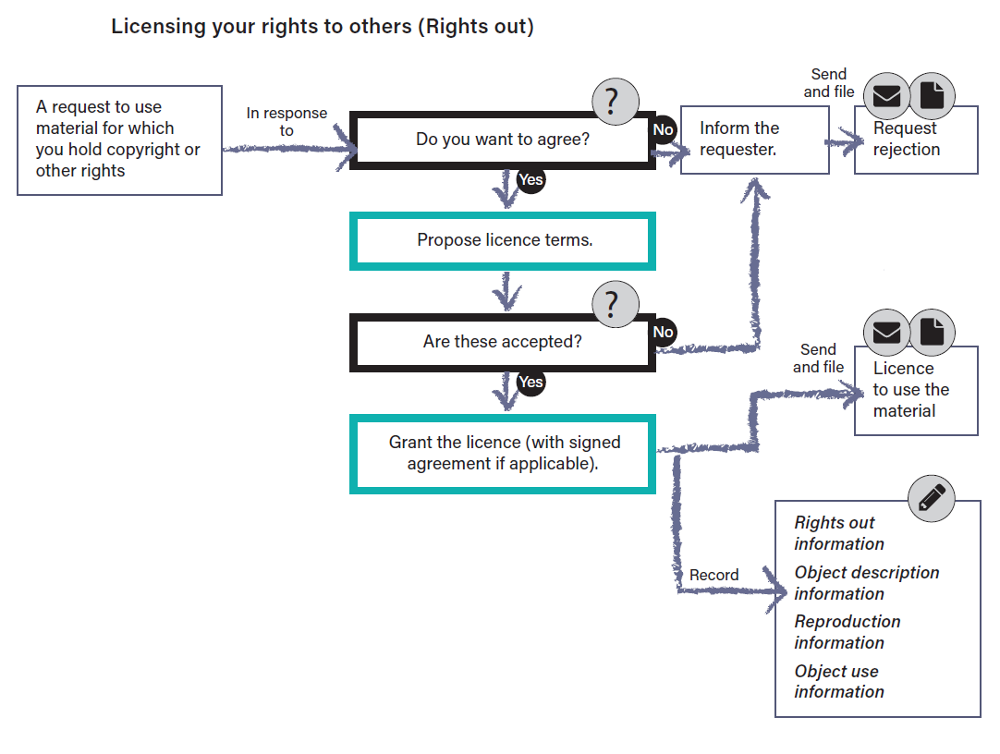 Licensing your rights to others (Rights out)
A request to use
material for which
you hold copyright or
other rights
In response
to
?
Do you want to agree?
No
Yes
Inform the
requester.
Send
and file
Request
rejection
Propose licence terms.
?
Are these accepted?
No
Yes
Send
and file
Licence
to use the
material
Grant the licence (with signed
agreement if applicable).
Record
Rights out
information
Object description
information
Reproduction
information
Object use
information